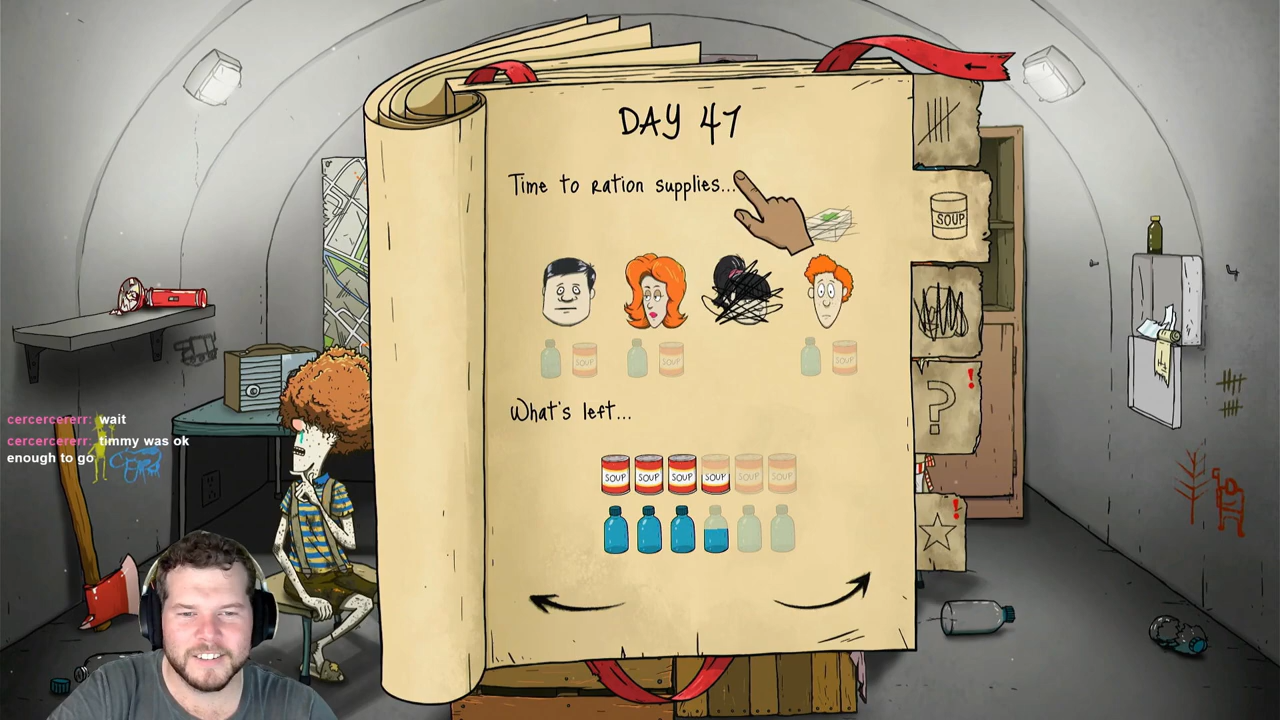 DAY 47
Time to ration supplies...
SOUP
SOUP SOUP SOUP
What's left...
SOUP SOUP SOUP SOUP SOUP SOUP
cercercererr: wait
cercercererr: timmy was ok
enough to go
! ?
!